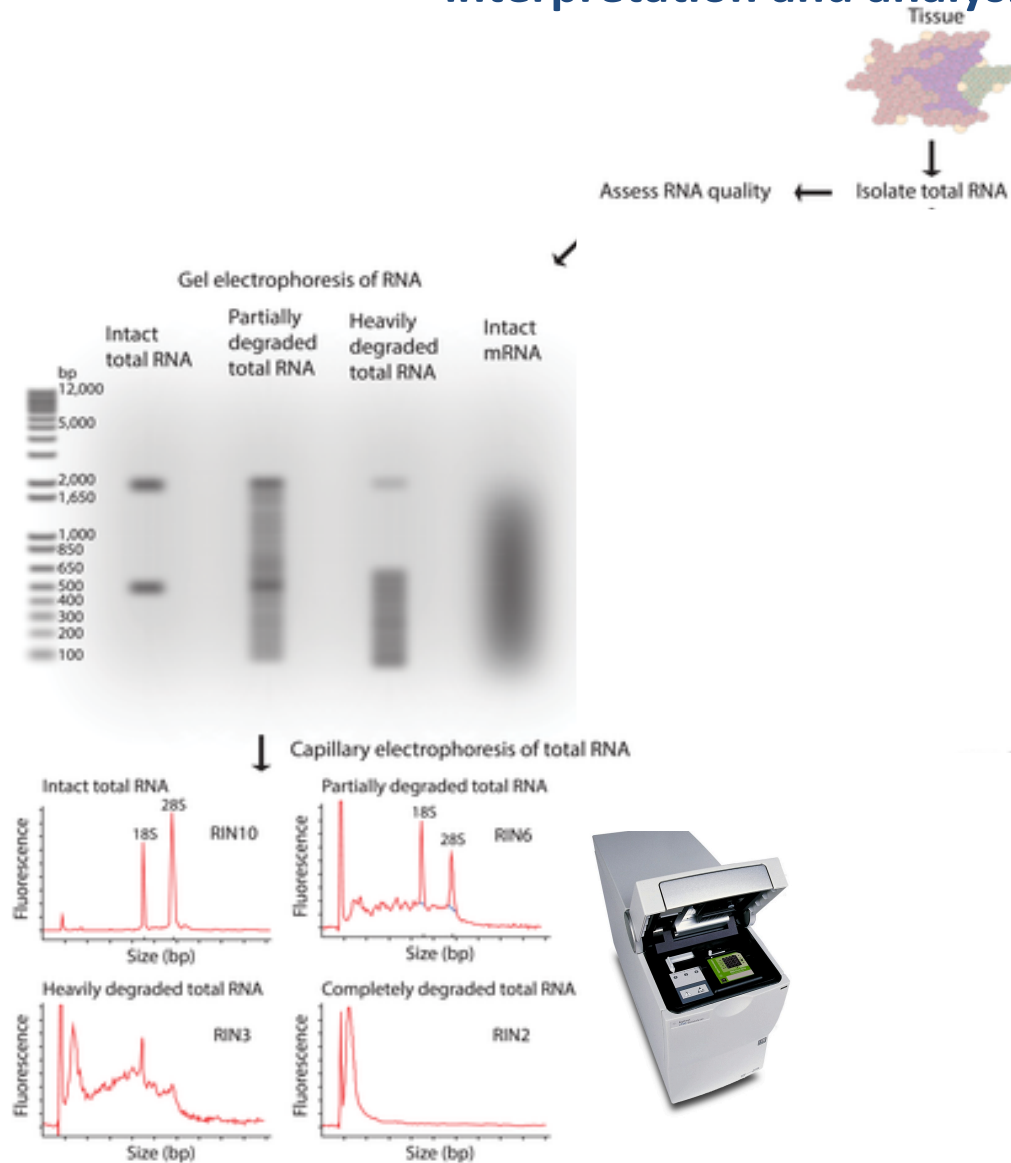 Interpretation and analysi
Tissue
Assess RNA quality
Isolate total RNA
Gel electrophoresis of RNA
Intact
total RNA
Partially
degraded
total RNA
Heavily
degraded
total RNA
Intact
mRNA
bp
12,000
5,000
2,000
1,650
1,000
850
650
500
400
300
200
100
Capillary electrophoresis of total RNA
Intact total RNA
Fluorescence
18S
28S
RIN10
Size (bp)
Partially degraded total RNA
Fluorescence
18S
28S
RIN6
Size (bp)
Heavily degraded total RNA
Fluorescence
RIN3
Size (bp)
Completely degraded total RNA
Fluorescence
RIN2
Size (bp)